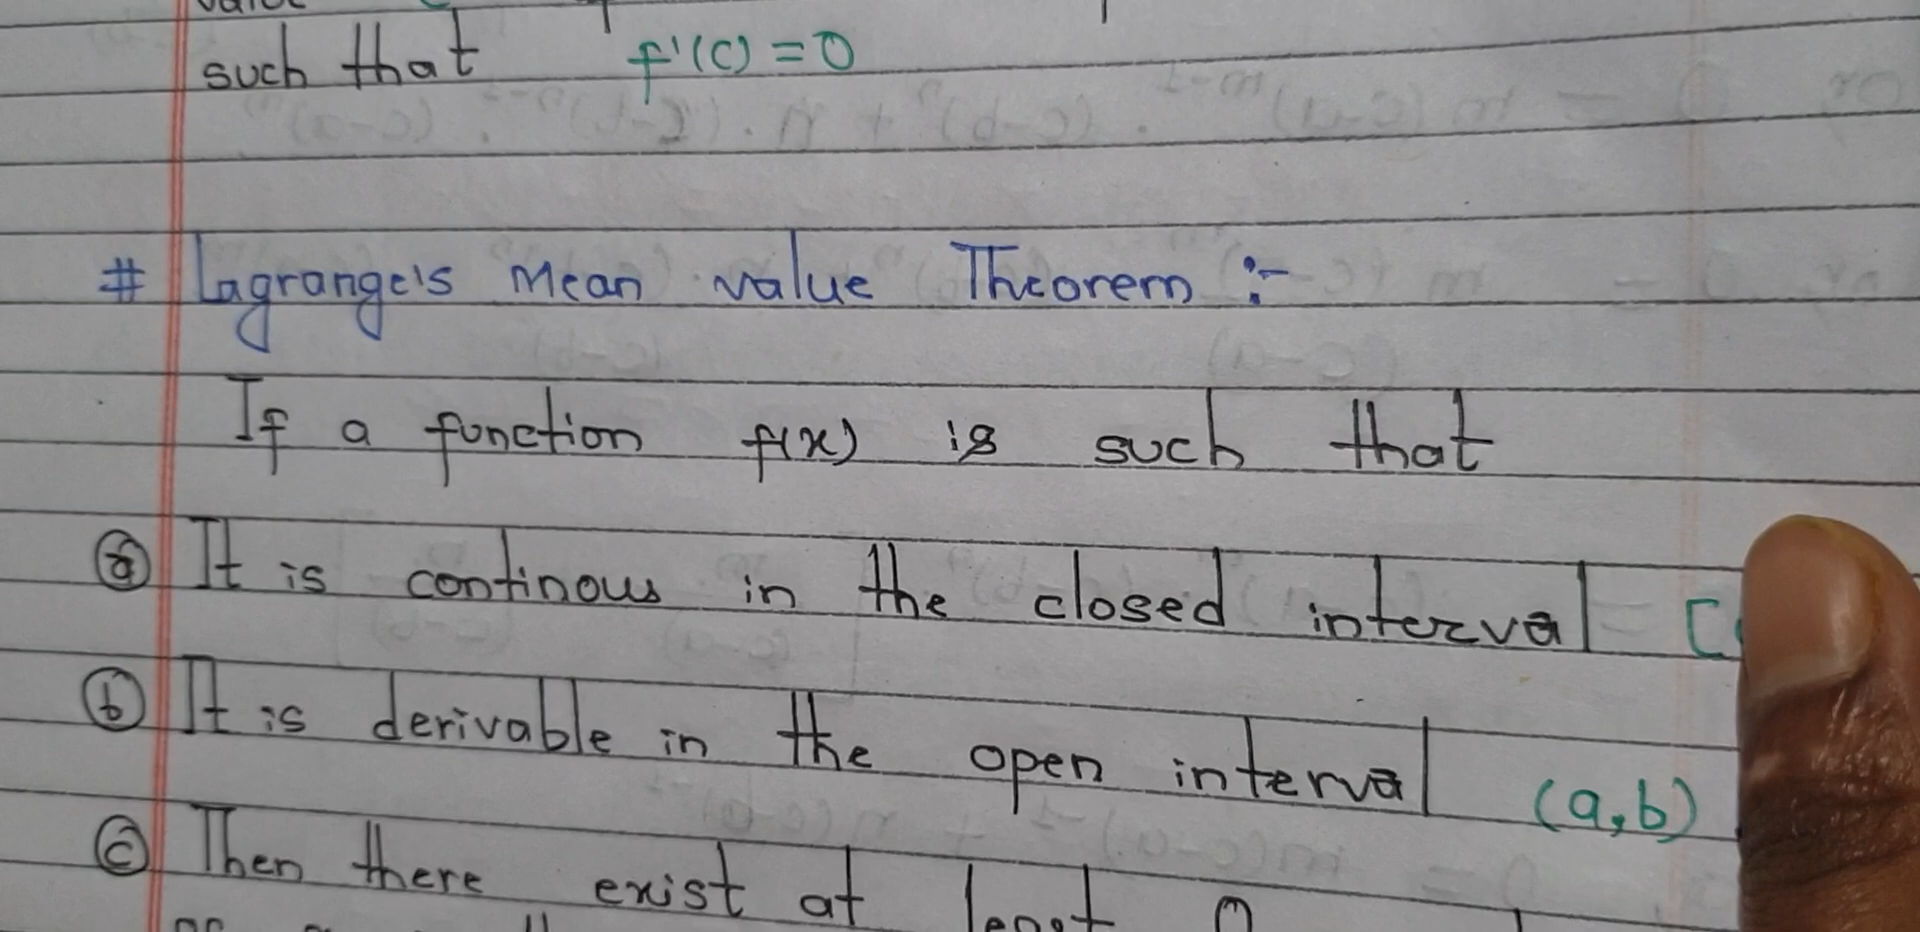 such that f'(c) = 0
# Lagrange's Mean value Theorem :-
If a function f(x) is such that
ⓐ It is continous in the closed interval [
ⓑ It is derivable in the open interval (a,b)
ⓒ Then there exist at least